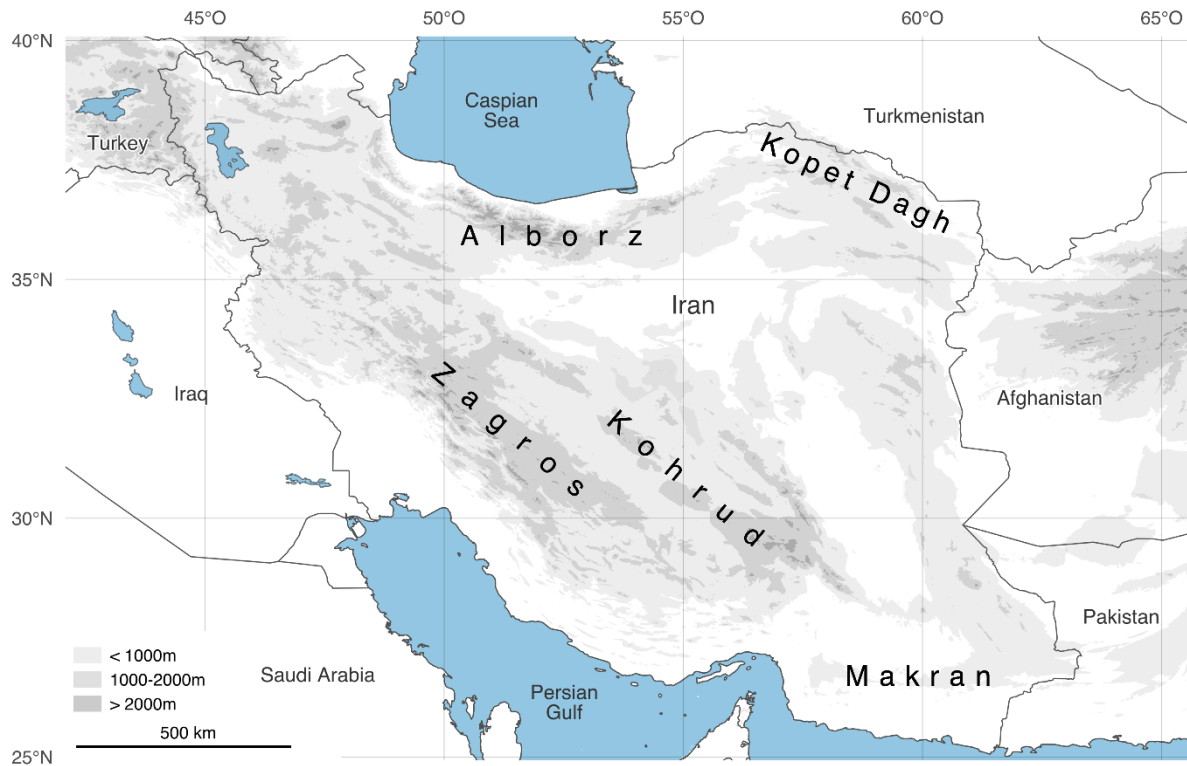 45°O
50°O
55°O
60°O
65°O
40°N
Caspian
Sea
Turkmenistan
Turkey
Kopet Dagh
Alborz
35°N
Iran
Zagros
Iraq
Afghanistan
Kohrud
30°N
Pakistan
< 1000m
1000-2000m
> 2000m
Saudi Arabia
Makran
Persian
Gulf
500 km
25°N